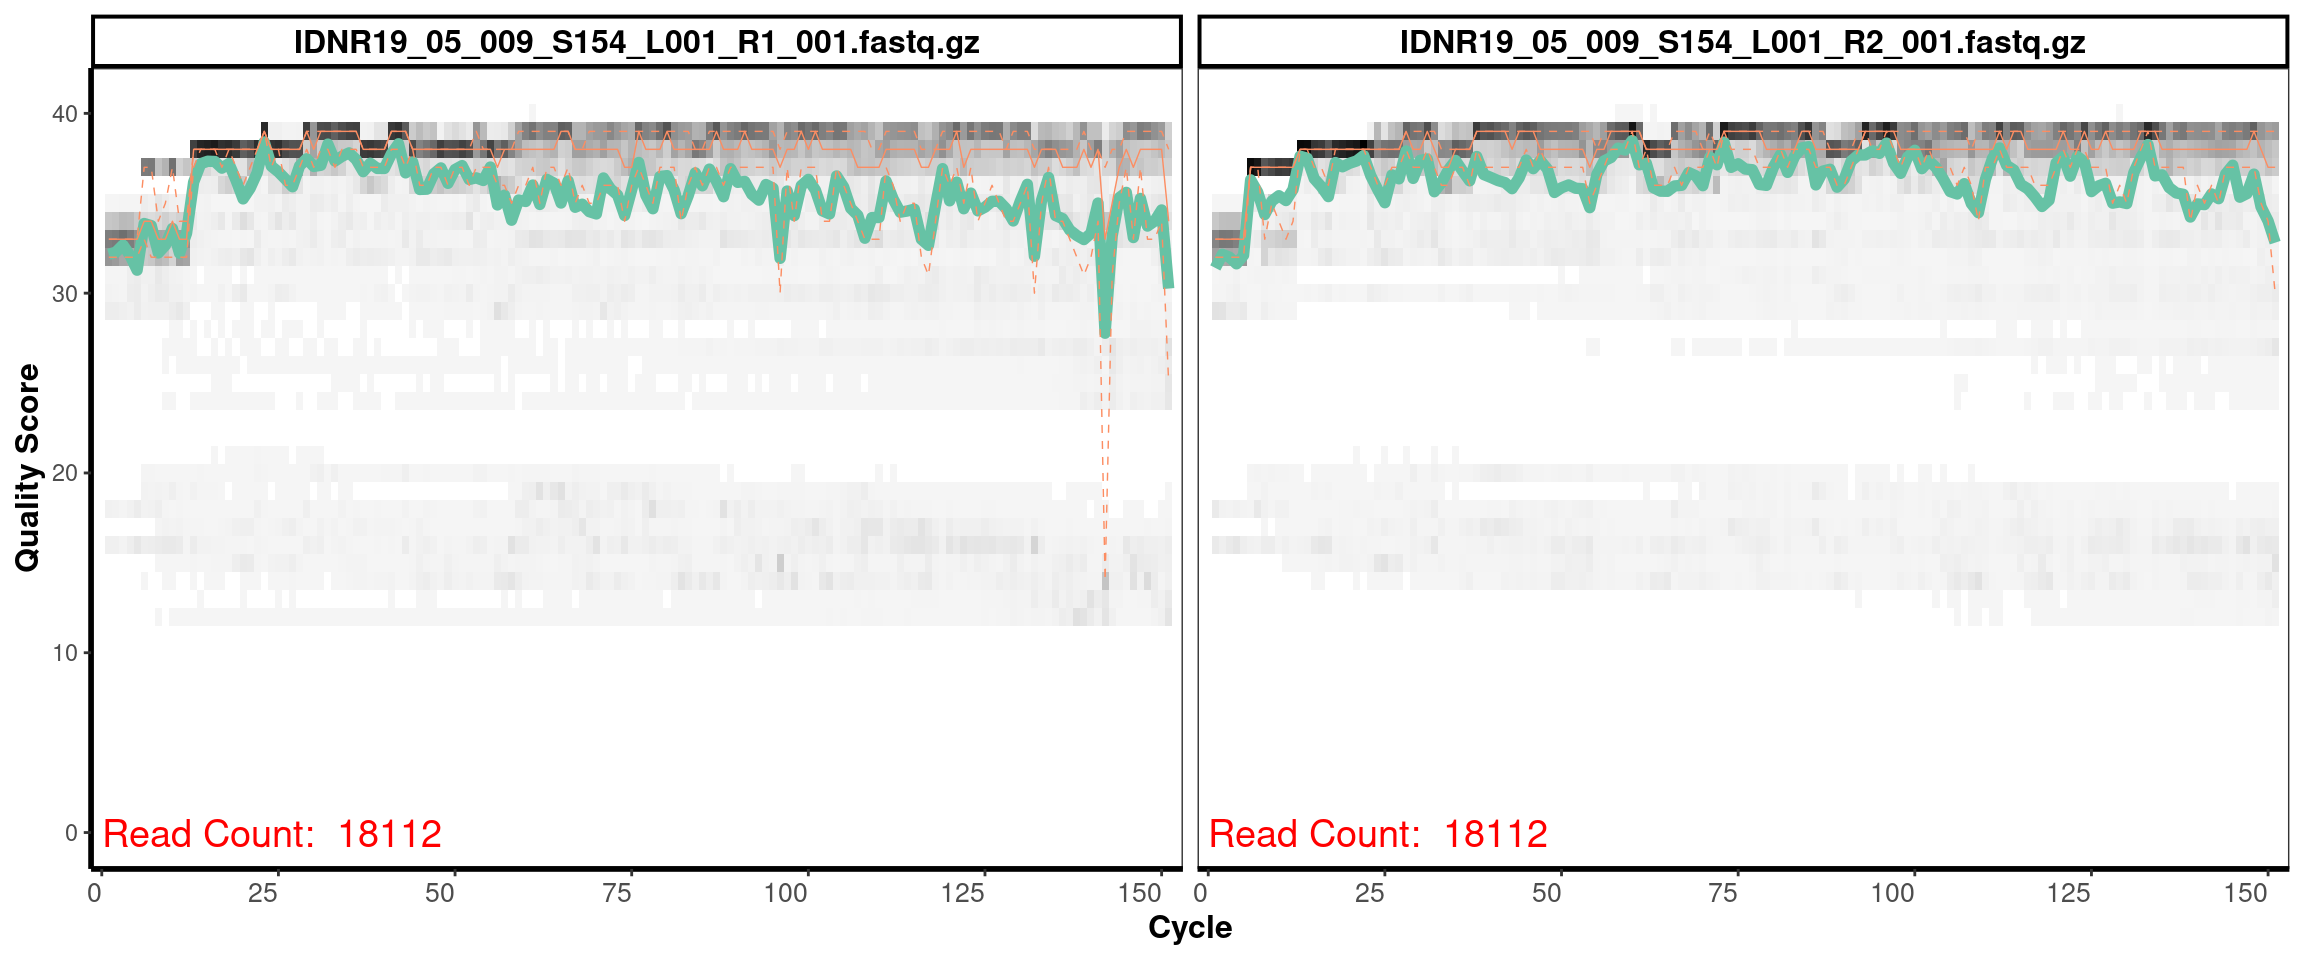 IDNR19_05_009_S154_L001_R1_001.fastq.gz
IDNR19_05_009_S154_L001_R2_001.fastq.gz
Quality Score
40
30
20
10
0
Read Count: 18112
Read Count: 18112
0 25 50 75 100 125 150
0 25 50 75 100 125 150
Cycle